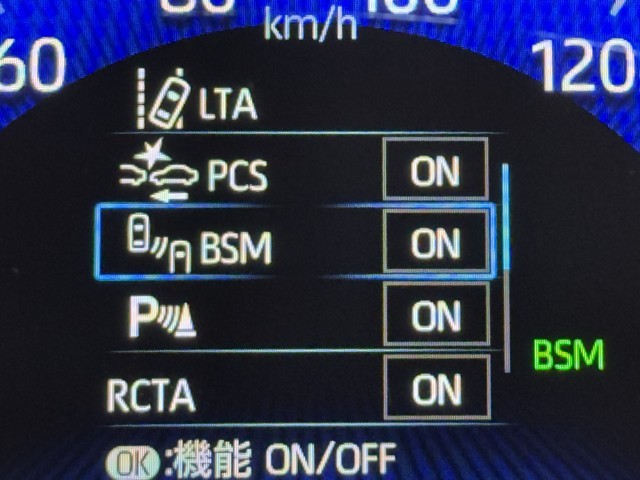 km/h
60
120
LTA
PCS ON
BSM ON
P ON
BSM
RCTA ON
OK:機能 ON/OFF